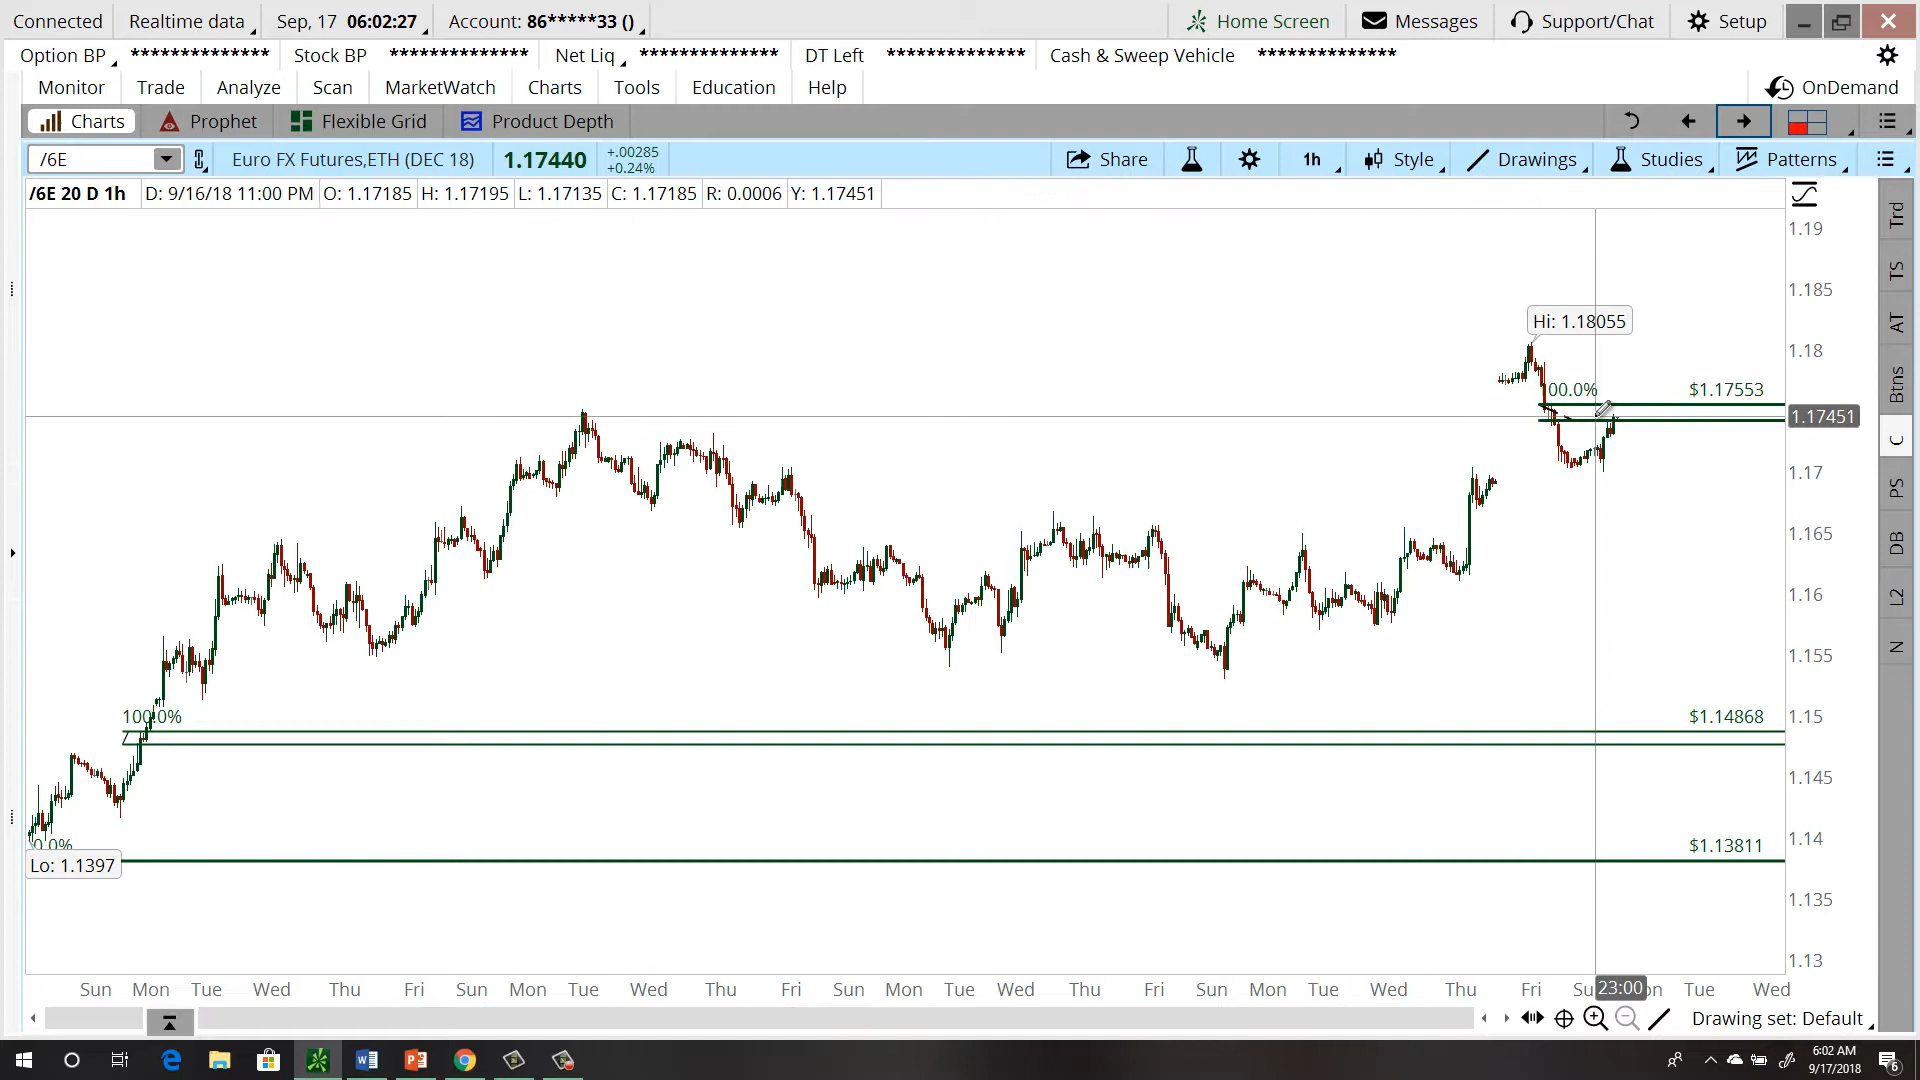 Connected Realtime data Sep, 17 06:02:27 Account: 86*****33 () Home Screen Messages Support/Chat Setup
Option BP ************** Stock BP ************** Net Liq ************** DT Left ************** Cash & Sweep Vehicle **************
Monitor Trade Analyze Scan MarketWatch Charts Tools Education Help OnDemand
Charts Prophet Flexible Grid Product Depth
/6E Euro FX Futures,ETH (DEC 18) 1.17440 +.00285 Share 1h Style Drawings Studies Patterns
+0.24%
/6E 20 D 1h D: 9/16/18 11:00 PM O: 1.17185 H: 1.17195 L: 1.17135 C: 1.17185 R: 0.0006 Y: 1.17451
Trd
TS
AT
Btns
C
PS
DB
L2
N
1.19
1.185
Hi: 1.18055
1.18
00.0% $1.17553
1.17451
1.17
1.165
1.16
1.155
100.0% $1.14868
1.15
1.145
1.14
0.0% $1.13811
Lo: 1.1397
1.135
1.13
Sun Mon Tue Wed Thu Fri Sun Mon Tue Wed Thu Fri Sun Mon Tue Wed Thu Fri Sun Mon Tue Wed Thu Fri Su 23:00 on Tue Wed
Drawing set: Default
6:02 AM
9/17/2018
6